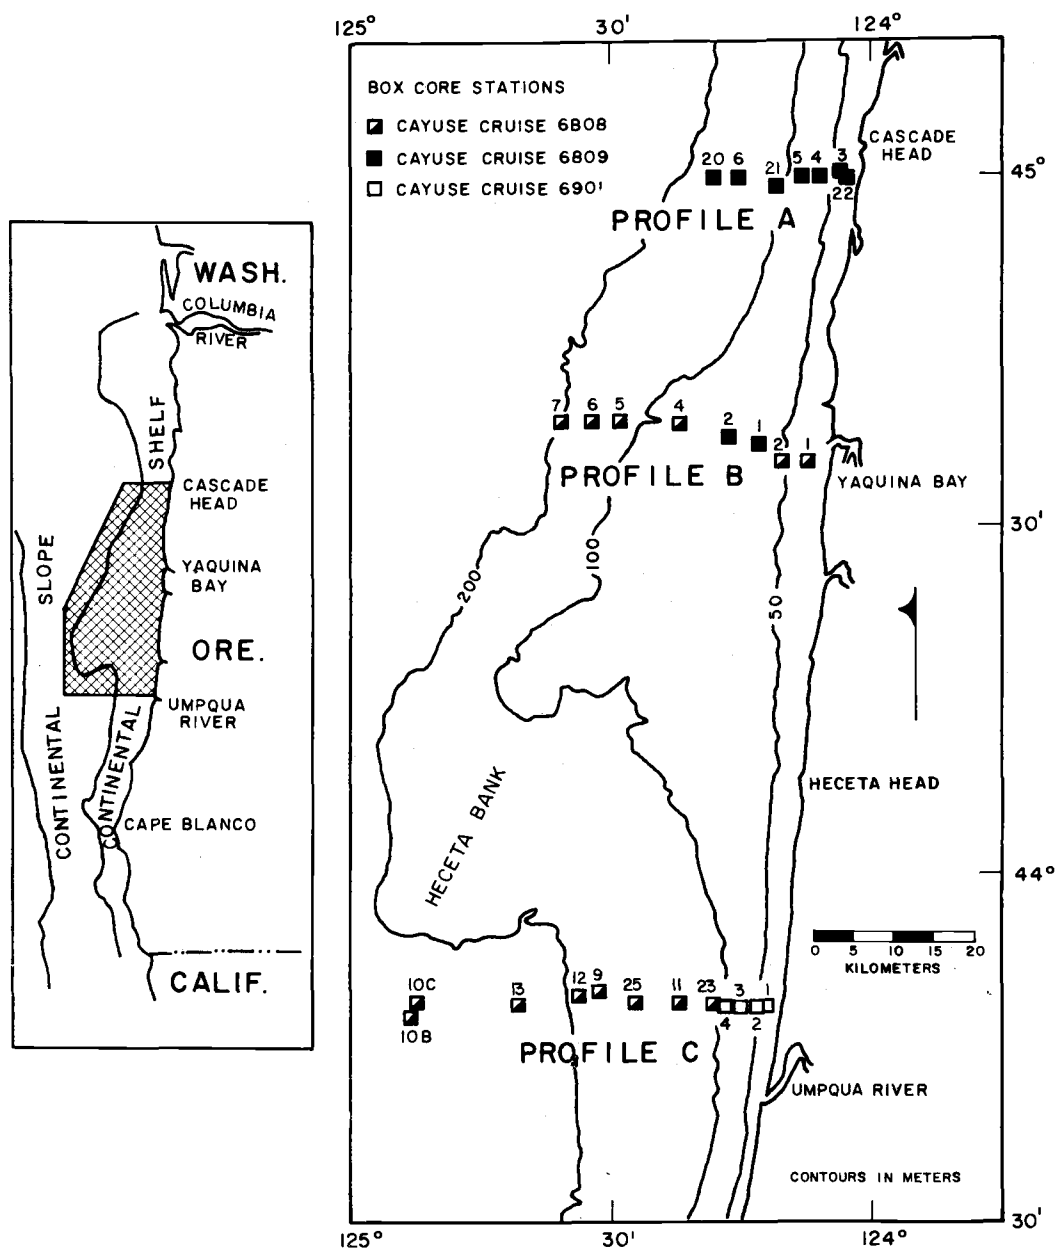 125°
30'
124°
BOX CORE STATIONS
CAYUSE CRUISE 6808
CAYUSE CRUISE 6809
CAYUSE CRUISE 6901
CASCADE
HEAD
20 6 21 5 4 3
22
45°
PROFILE A
WASH.
COLUMBIA
RIVER
SHELF
CASCADE
HEAD
SLOPE
YAQUINA
BAY
ORE.
UMPQUA
RIVER
CONTINENTAL
CONTINENTAL
CAPE BLANCO
CALIF.
7 6 5 4 2 1 2 1
PROFILE B
YAQUINA BAY
30'
200
100
50
HECETA BANK
HECETA HEAD
44°
0 5 10 15 20
KILOMETERS
10C 13 12 9 25 11 23 3 1
10B
4 2
PROFILE C
UMPQUA RIVER
CONTOURS IN METERS
30'
125°
30'
124°